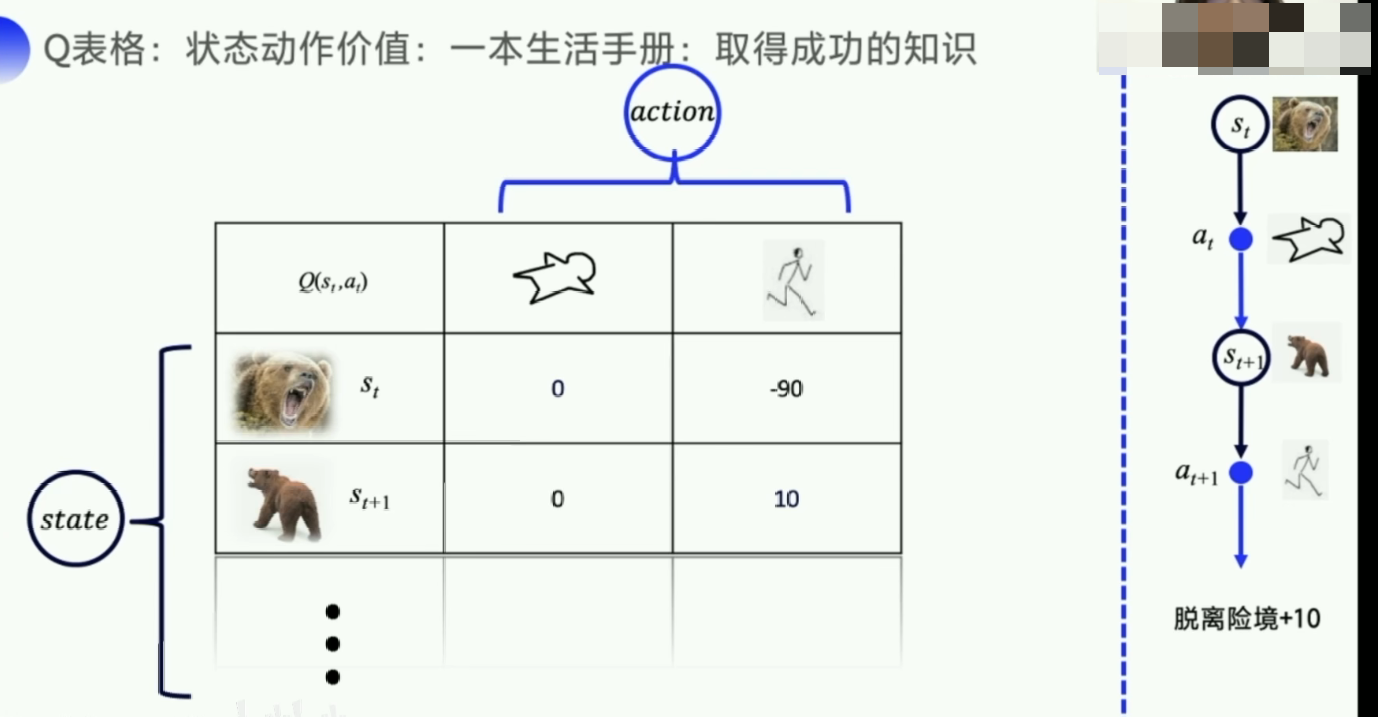 Q表格：状态动作价值：一本生活手册：取得成功的知识
action
Q(s_t,a_t)
s_t
0
-90
s_{t+1}
0
10
state
s_t
a_t
s_{t+1}
a_{t+1}
脱离险境+10